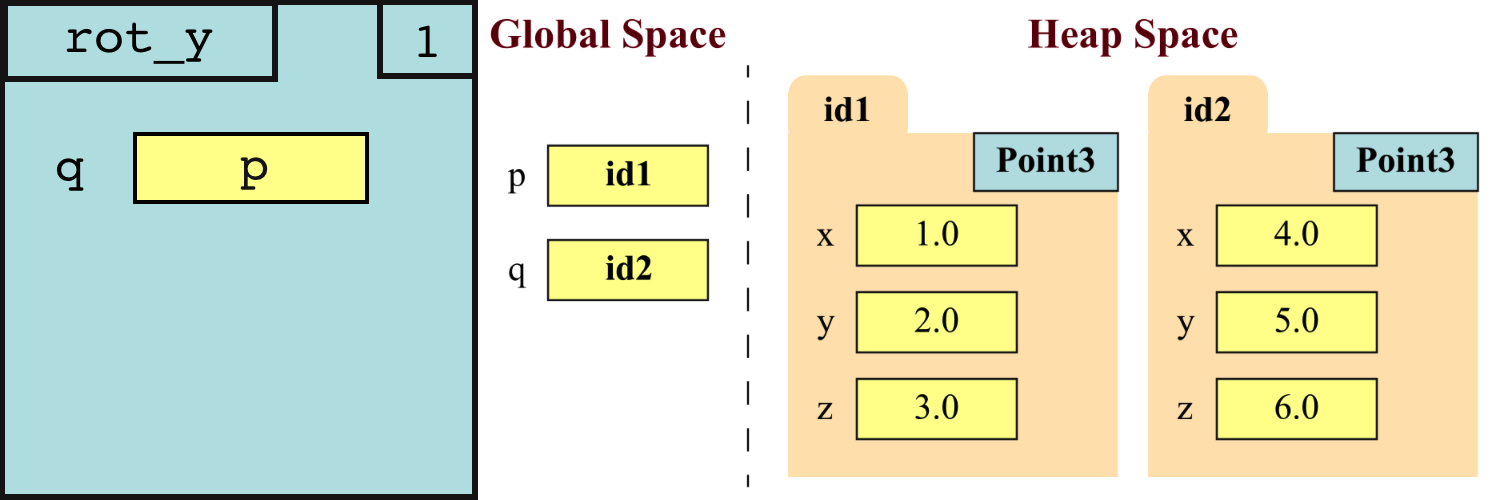 rot_y 1
q p
Global Space
p id1
q id2
Heap Space
id1
Point3
x 1.0
y 2.0
z 3.0
id2
Point3
x 4.0
y 5.0
z 6.0